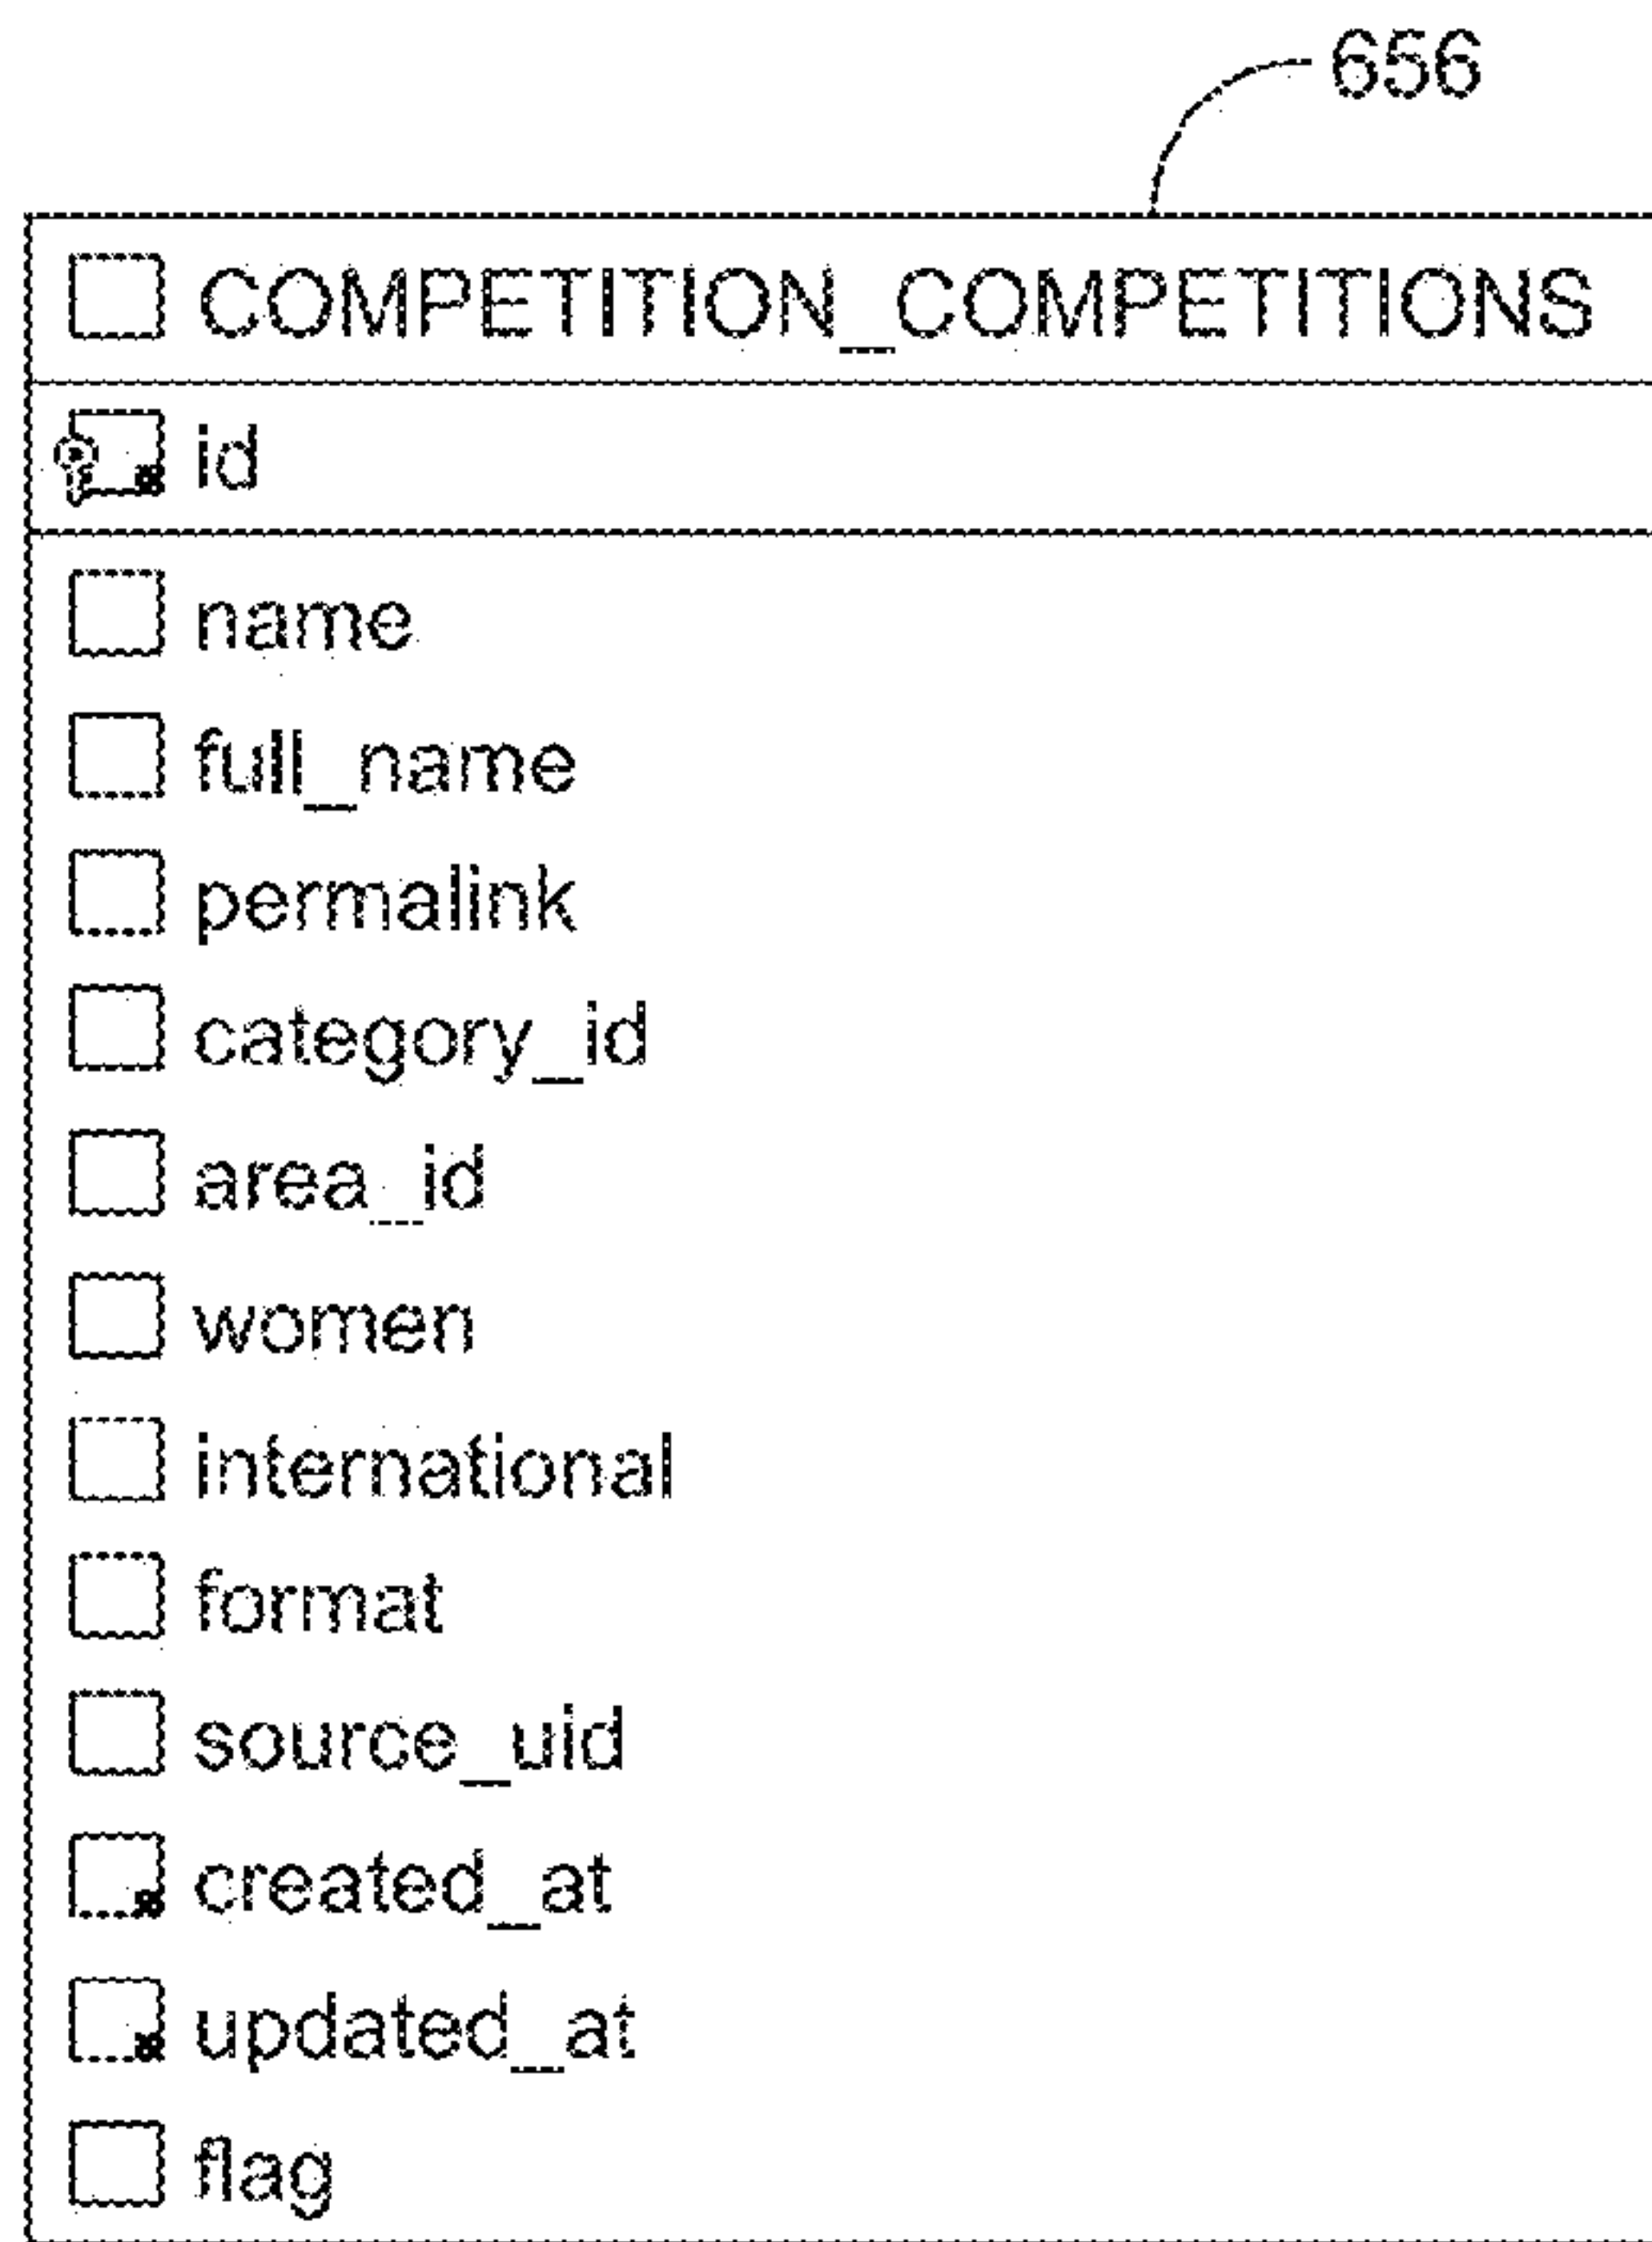 656
COMPETITION_COMPETITIONS
id
name
full_name
permalink
category_id
area_id
women
international
format
source_uid
created_at
updated_at
flag